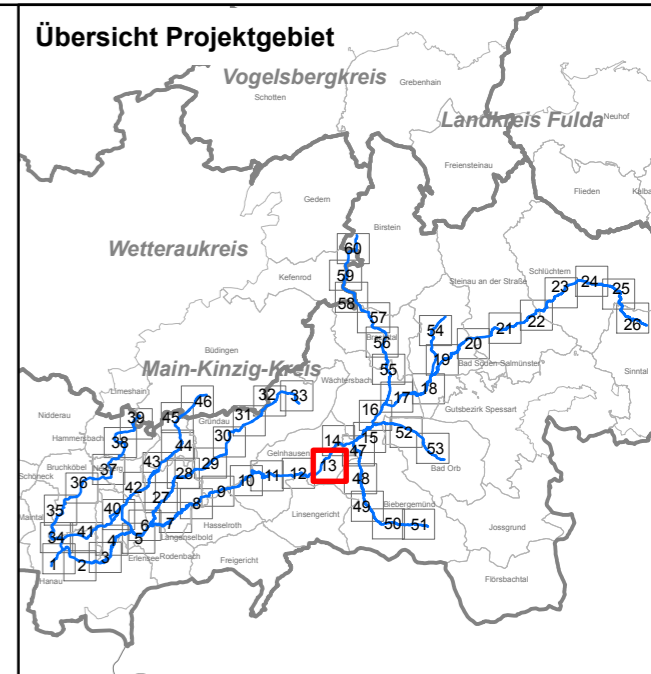 Übersicht Projektgebiet
Vogelsbergkreis
Grebenhain
Schotten
Landkreis Fulda
Neuhof
Freiensteinau
Flieden
Kalba
Gedern
Birstein
Wetteraukreis
60
Kefenrod
59
Steinau an der Straße
Schlüchtern
23
24
25
58
57
54
22
26
21
56
20
Büdingen
19
Bad Soden-Salmünster
Sinntal
Main-Kinzig-Kreis
Wächtersbach
55
Limeshain
32
33
46
17
18
Gutsbezirk Spessart
Nidderau
39
45
31
16
Hammersbach
38
Gründau
30
14
15
52
44
47
53
Bruchköbel
37
43
29
Gelnhausen
13
Bad Orb
Schöneck
36
28
12
11
10
48
42
9
35
27
8
49
Biebergemünd
Maintal
40
Hasselroth
Linsengericht
50
51
41
6
7
Jossgrund
34
4
5
Langenselbold
Erlensee
Rodenbach
Freigericht
1
2
3
Hanau
Flörsbachtal